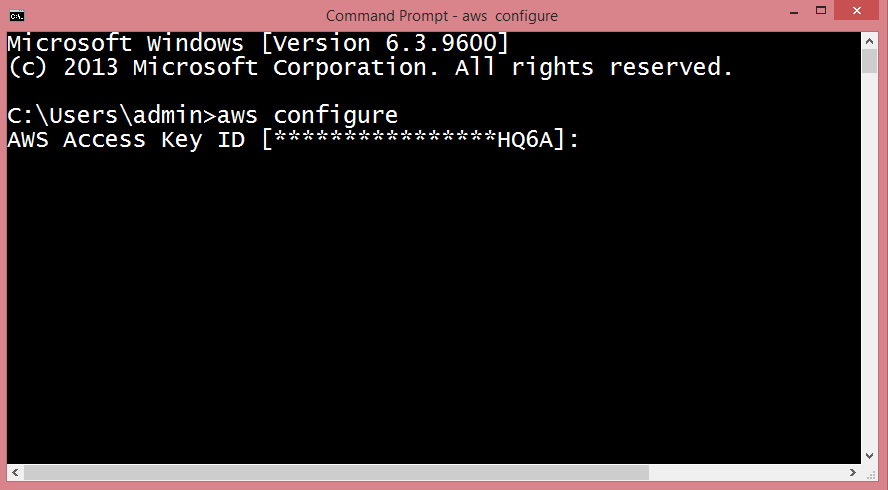 Command Prompt - aws  configure
Microsoft Windows [Version 6.3.9600]
(c) 2013 Microsoft Corporation. All rights reserved.
C:\Users\admin>aws configure
AWS Access Key ID [****************HQ6A]: